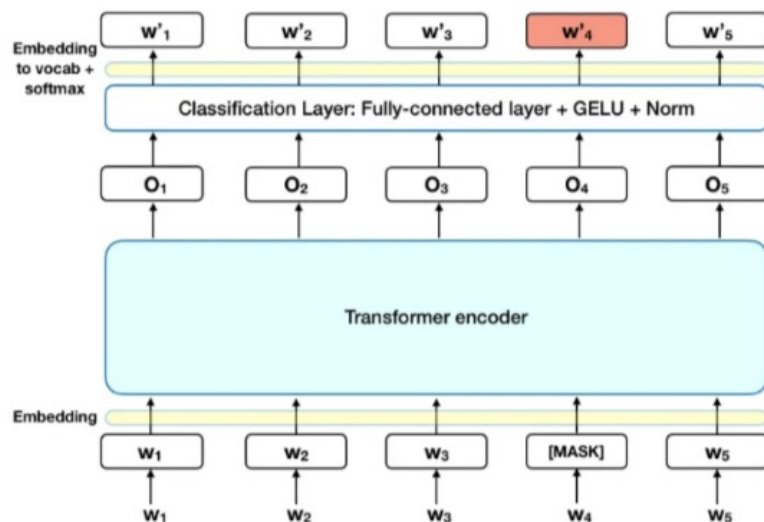 w'₁ w'₂ w'₃ w'₄ w'₅
Embedding
to vocab +
softmax
Classification Layer: Fully-connected layer + GELU + Norm
O₁ O₂ O₃ O₄ O₅
Transformer encoder
Embedding
w₁ w₂ w₃ [MASK] w₅
w₁ w₂ w₃ w₄ w₅